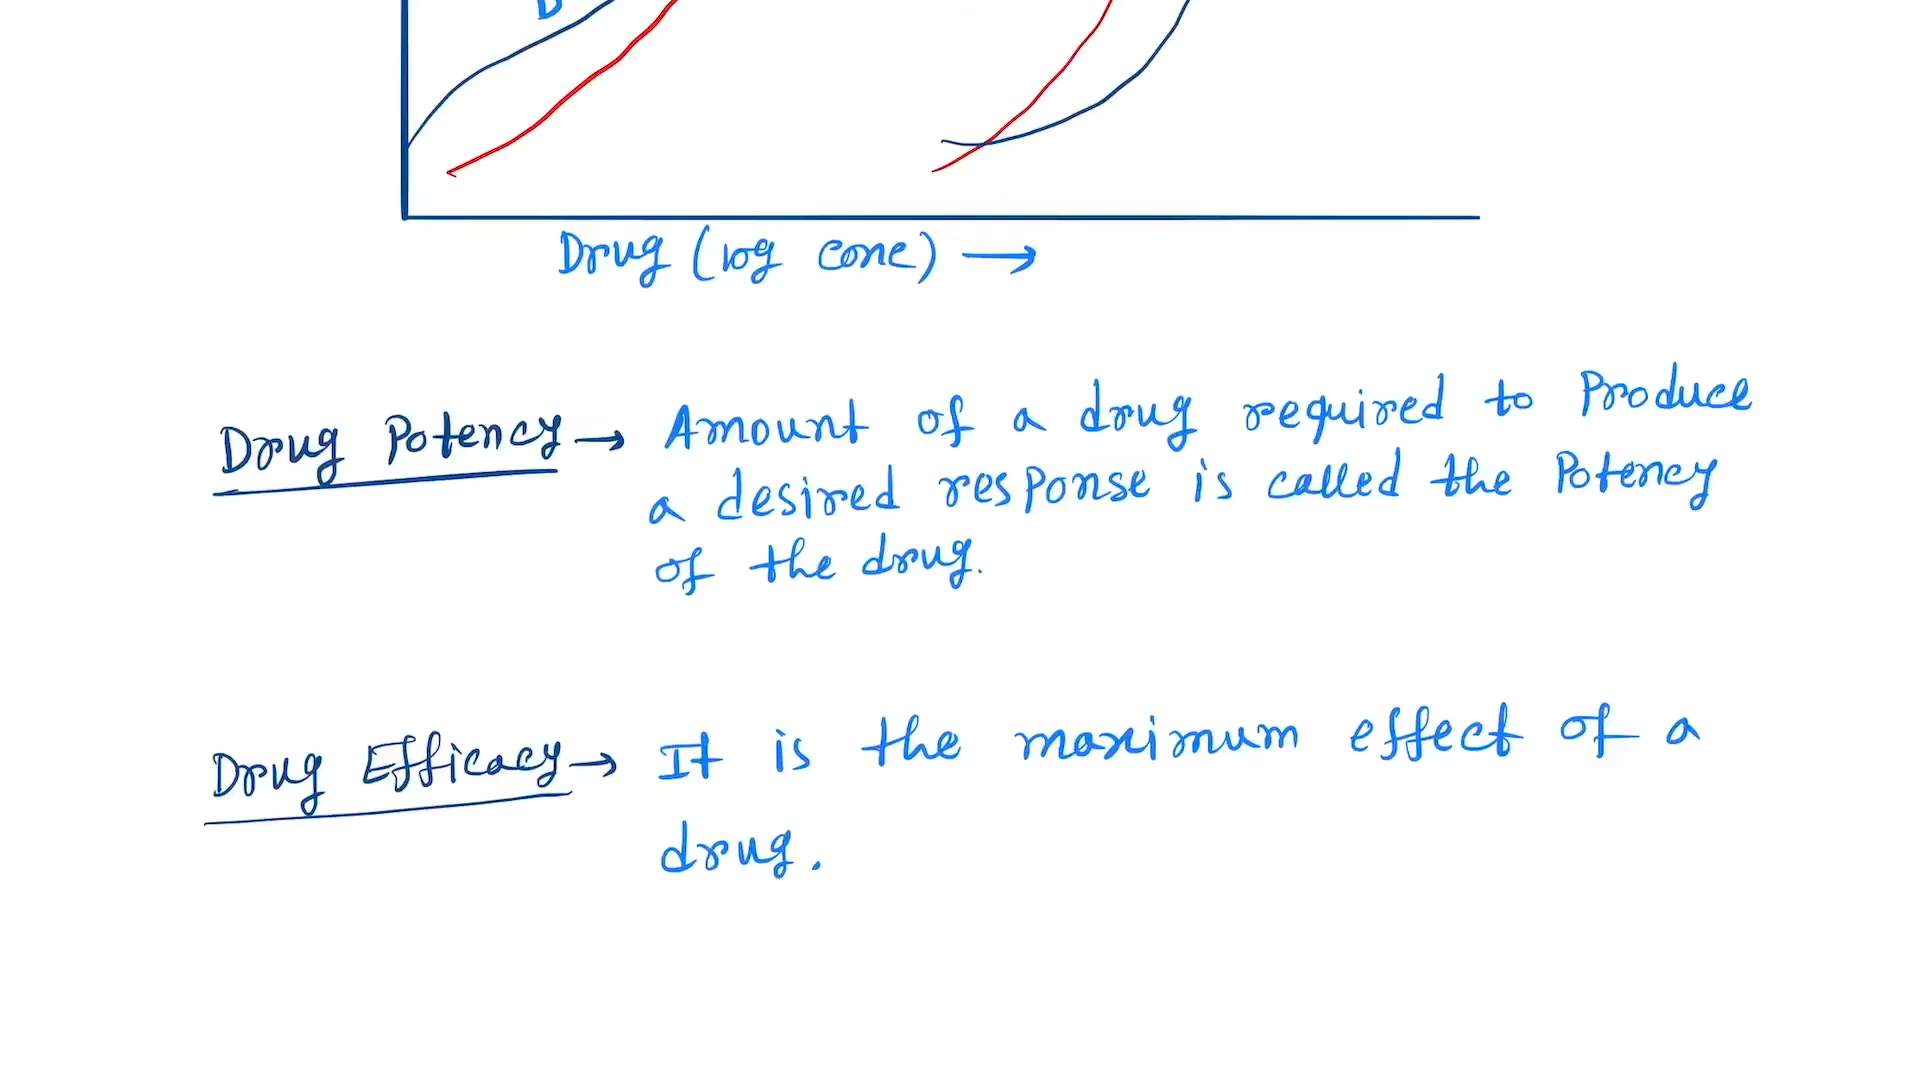 Drug (log conc) →
Drug Potency → Amount of a drug required to Produce
a desired response is called the Potency
of the drug.
Drug Efficacy → It is the maximum effect of a
drug.